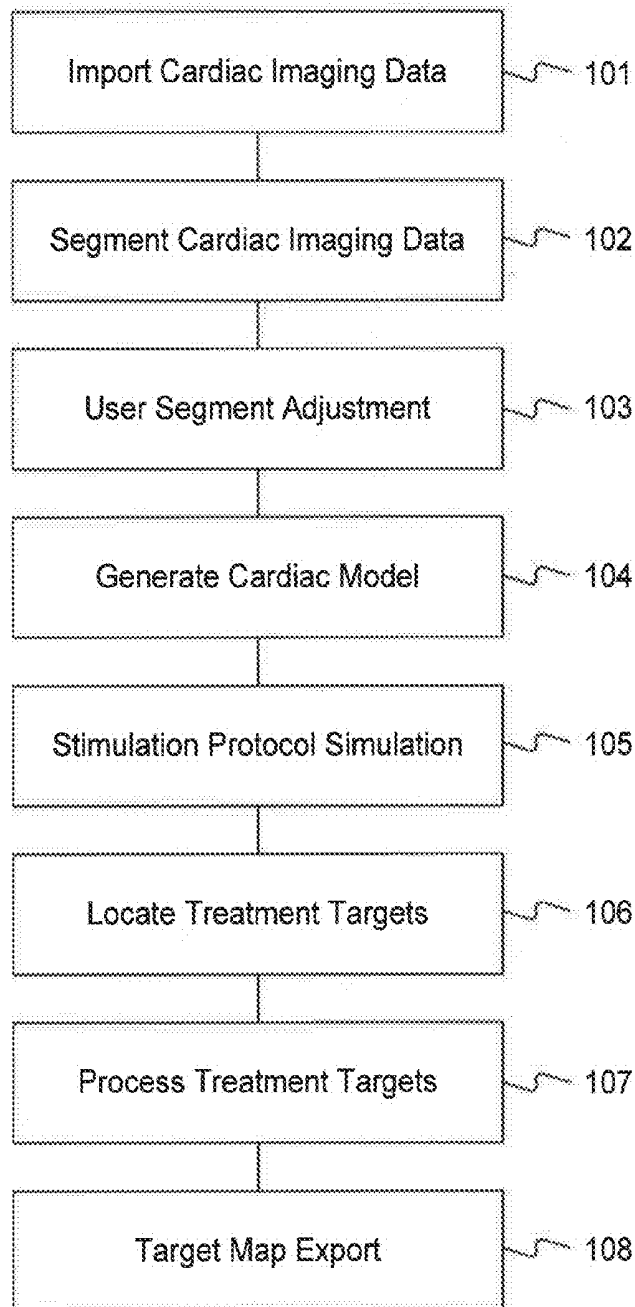 Import Cardiac Imaging Data 101
Segment Cardiac Imaging Data 102
User Segment Adjustment 103
Generate Cardiac Model 104
Stimulation Protocol Simulation 105
Locate Treatment Targets 106
Process Treatment Targets 107
Target Map Export 108